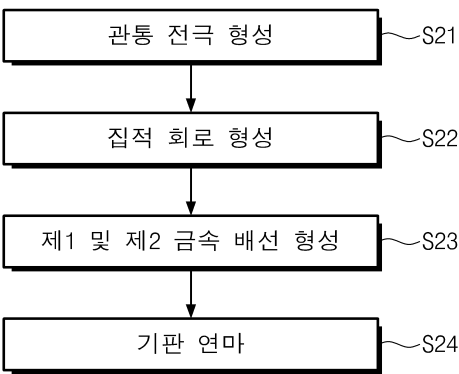 관통 전극 형성 S21
집적 회로 형성 S22
제1 및 제2 금속 배선 형성 S23
기판 연마 S24